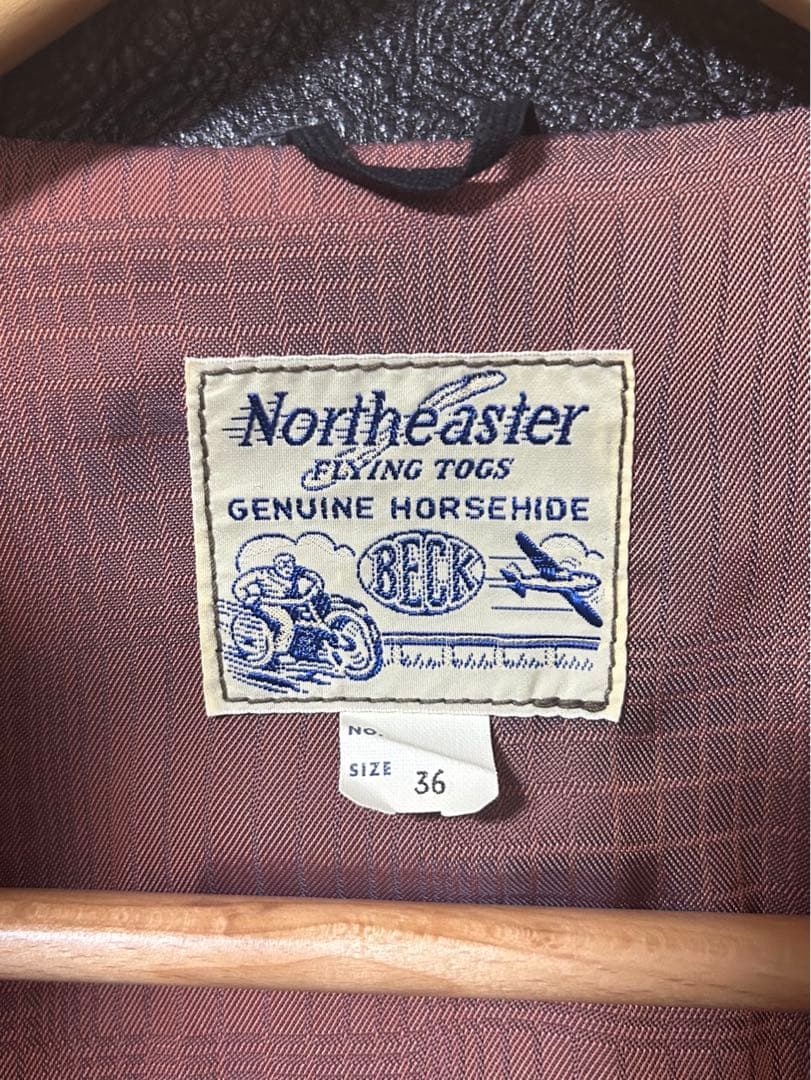 Northeaster
FLYING TOGS
GENUINE HORSEHIDE
BECK
NO.
SIZE 36